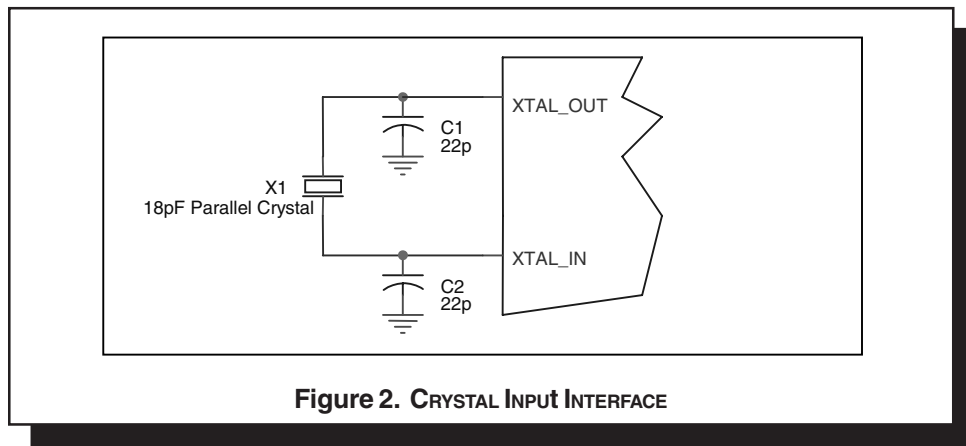 XTAL_OUT
C1
22p
X1
18pF Parallel Crystal
XTAL_IN
C2
22p
Figure 2. CRYSTAL INPUt INTERFACE